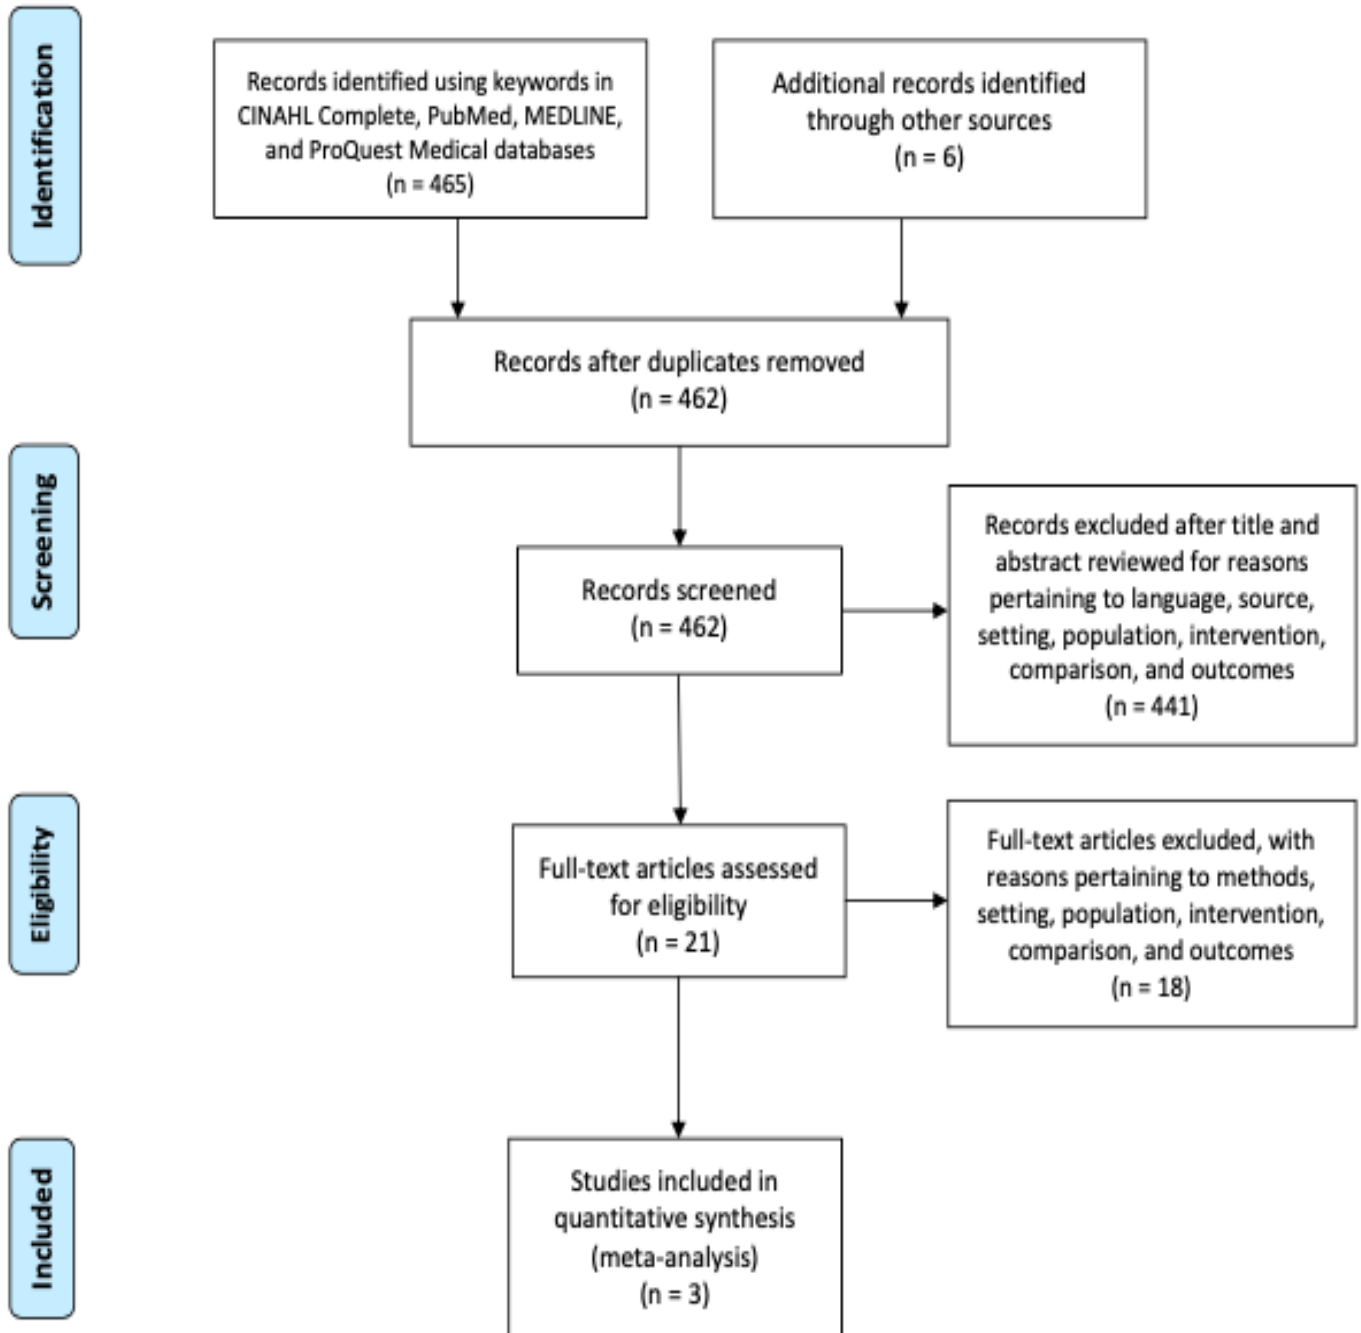 Identification
Records identified using keywords in
CINAHL Complete, PubMed, MEDLINE,
and ProQuest Medical databases
(n = 465)
Additional records identified
through other sources
(n = 6)
Records after duplicates removed
(n = 462)
Screening
Records screened
(n = 462)
Records excluded after title and
abstract reviewed for reasons
pertaining to language, source,
setting, population, intervention,
comparison, and outcomes
(n = 441)
Eligibility
Full-text articles assessed
for eligibility
(n = 21)
Full-text articles excluded, with
reasons pertaining to methods,
setting, population, intervention,
comparison, and outcomes
(n = 18)
Included
Studies included in
quantitative synthesis
(meta-analysis)
(n = 3)